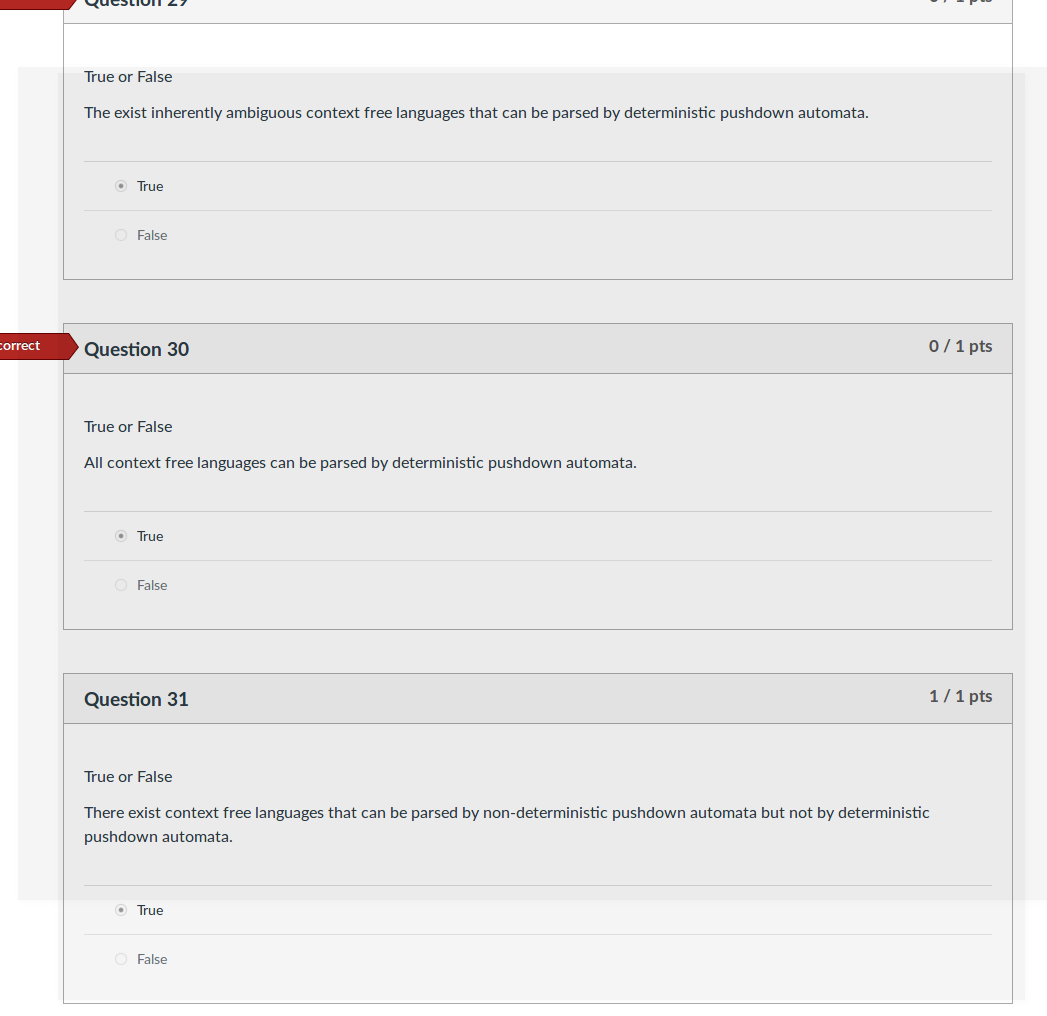 Question 29
0 / 1 pts
True or False
The exist inherently ambiguous context free languages that can be parsed by deterministic pushdown automata.
True
False
correct
Question 30
0 / 1 pts
True or False
All context free languages can be parsed by deterministic pushdown automata.
True
False
Question 31
1 / 1 pts
True or False
There exist context free languages that can be parsed by non-deterministic pushdown automata but not by deterministic
pushdown automata.
True
False